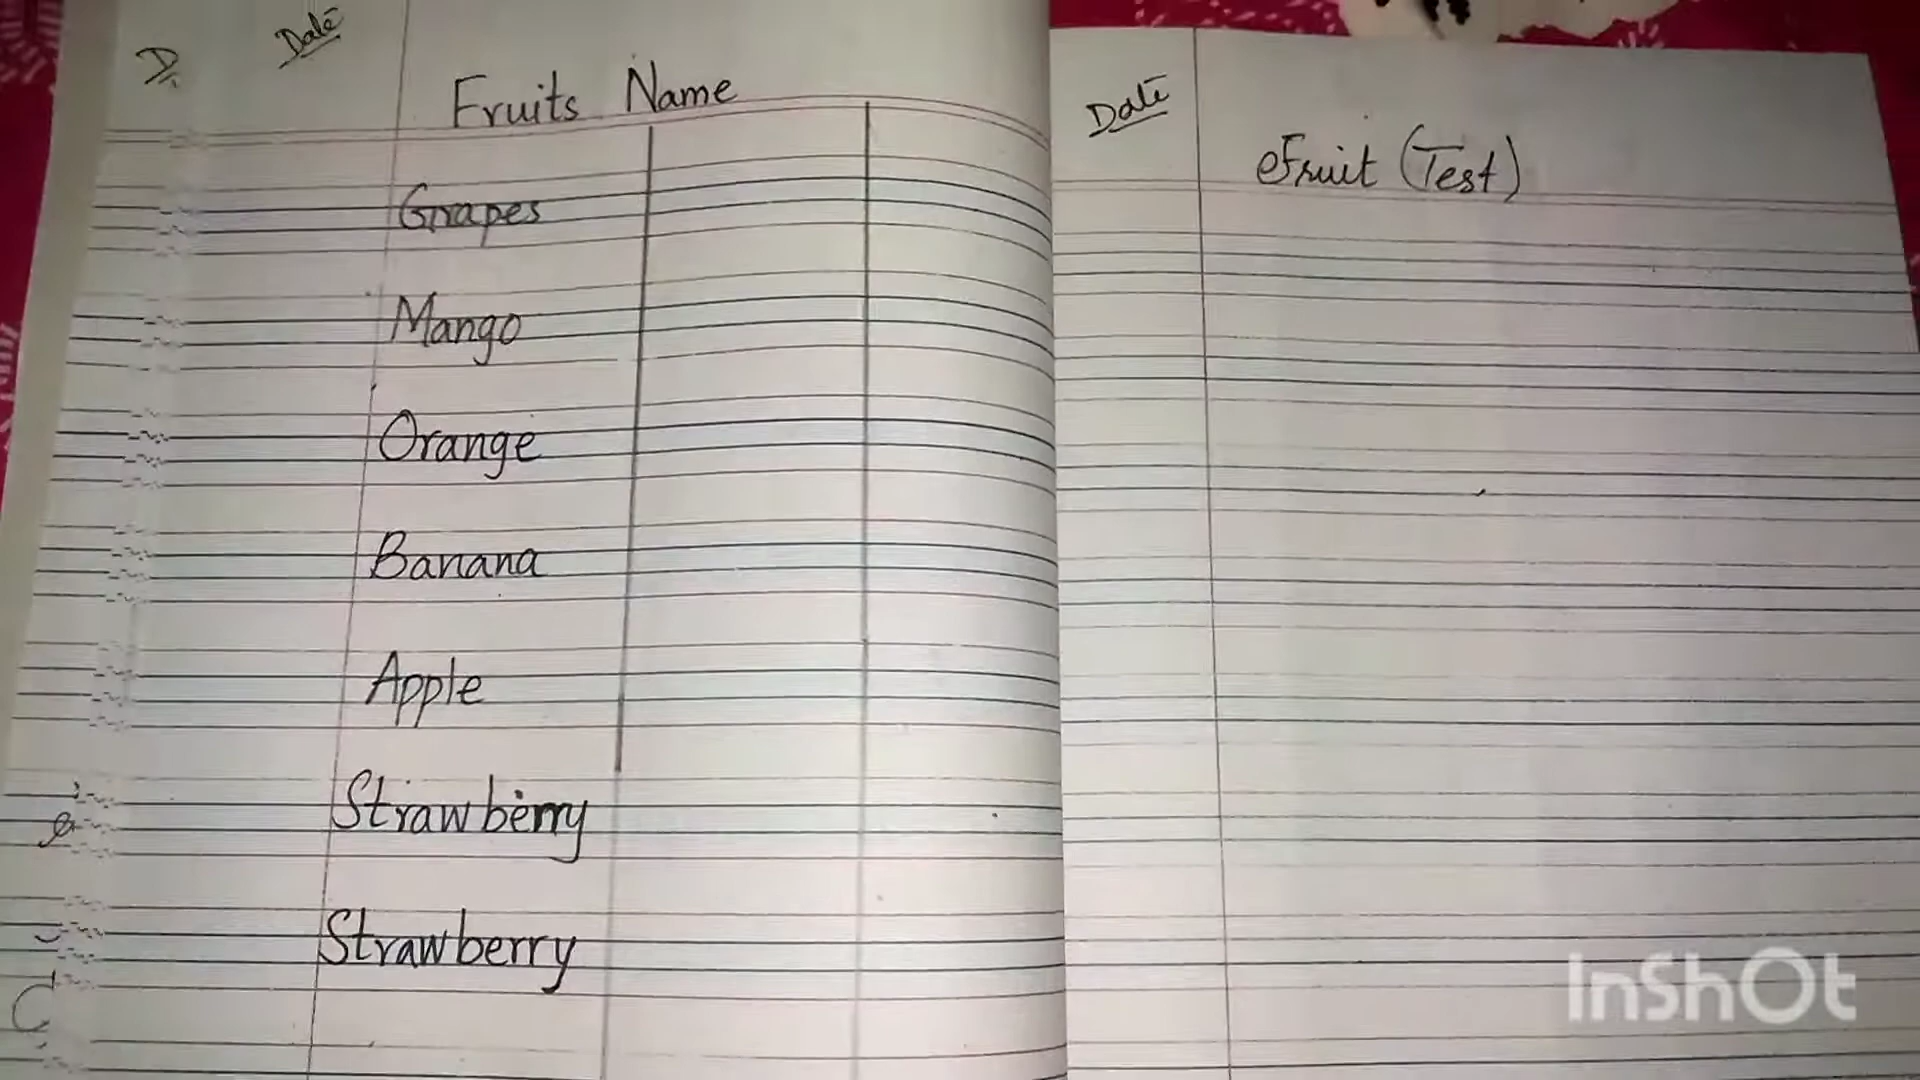 Date
Fruits Name
Grapes
Mango
Orange
Banana
Apple
Strawberry
Strawberry
Date
Fruit (Test)
InShOt